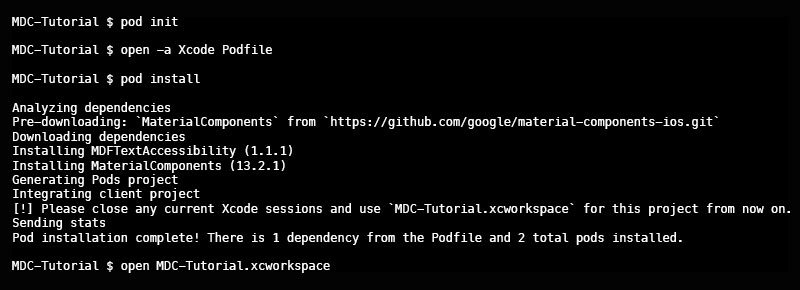 MDC-Tutorial $ pod init
MDC-Tutorial $ open -a Xcode Podfile
MDC-Tutorial $ pod install
Analyzing dependencies
Pre-downloading: `MaterialComponents` from `https://github.com/google/material-components-ios.git`
Downloading dependencies
Installing MDFTextAccessibility (1.1.1)
Installing MaterialComponents (13.2.1)
Generating Pods project
Integrating client project
[!] Please close any current Xcode sessions and use `MDC-Tutorial.xcworkspace` for this project from now on.
Sending stats
Pod installation complete! There is 1 dependency from the Podfile and 2 total pods installed.
MDC-Tutorial $ open MDC-Tutorial.xcworkspace